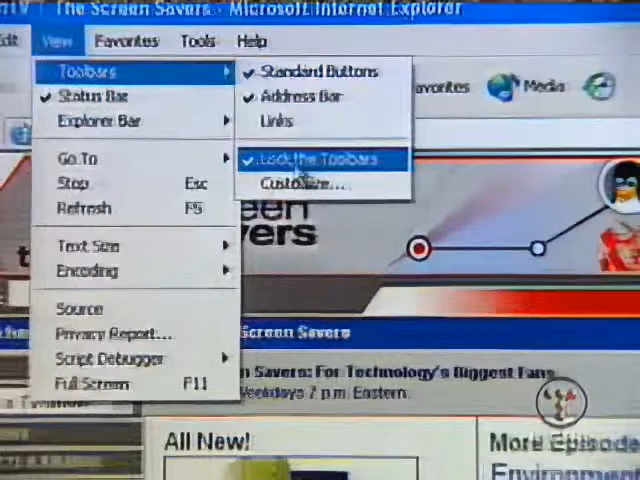 The Screen Savers - Microsoft Internet Explorer
View Favorites Tools Help
Toolbars
Status Bar
Explorer Bar
Go To
Stop Esc
Refresh F5
Text Size
Encoding
Source
Privacy Report...
Script Debugger
Full Screen F11
Standard Buttons
Address Bar
Links
Lock the Toolbars
Customize...
avorites Media
een
vers
Screen Savers
n Savers: For Technology's Biggest Fans
Weekdays 7 p.m. Eastern.
All New!
More Episode
Environmen